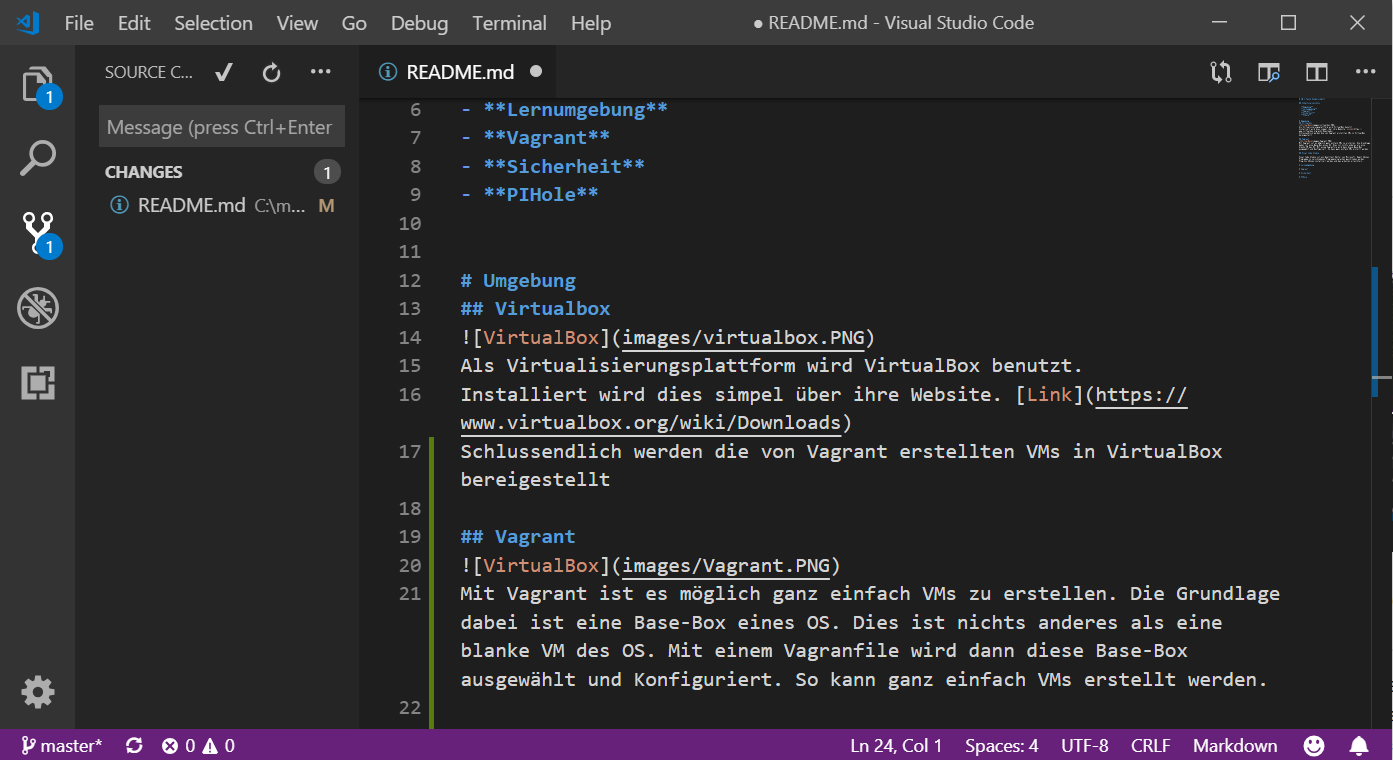 File Edit Selection View Go Debug Terminal Help ● README.md - Visual Studio Code
SOURCE C... README.md ●
Message (press Ctrl+Enter
CHANGES 1
README.md C:\m... M
1
1
6 - **Lernumgebung**
7 - **Vagrant**
8 - **Sicherheit**
9 - **PIHole**
10
11
12 # Umgebung
13 ## Virtualbox
14 ![VirtualBox](images/virtualbox.PNG)
15 Als Virtualisierungsplattform wird VirtualBox benutzt.
16 Installiert wird dies simpel über ihre Website. [Link](https://
www.virtualbox.org/wiki/Downloads)
17 Schlussendlich werden die von Vagrant erstellten VMs in VirtualBox
bereigestellt
18
19 ## Vagrant
20 ![VirtualBox](images/Vagrant.PNG)
21 Mit Vagrant ist es möglich ganz einfach VMs zu erstellen. Die Grundlage
dabei ist eine Base-Box eines OS. Dies ist nichts anderes als eine
blanke VM des OS. Mit einem Vagranfile wird dann diese Base-Box
ausgewählt und Konfiguriert. So kann ganz einfach VMs erstellt werden.
22
master* 0 0 Ln 24, Col 1 Spaces: 4 UTF-8 CRLF Markdown